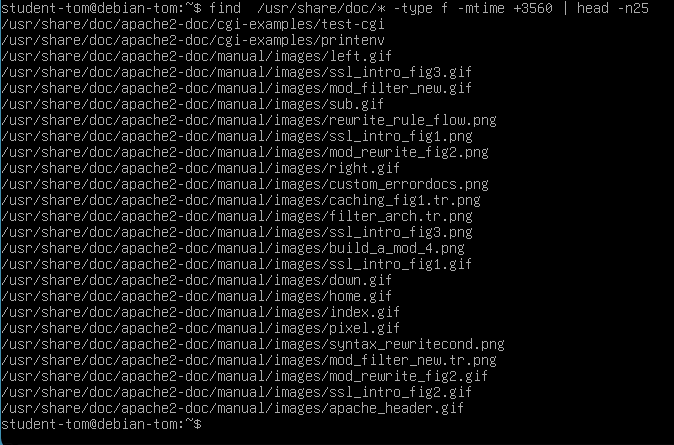 student-tom@debian-tom:~$ find  /usr/share/doc/* -type f -mtime +3560 | head -n25
/usr/share/doc/apache2-doc/cgi-examples/test-cgi
/usr/share/doc/apache2-doc/cgi-examples/printenv
/usr/share/doc/apache2-doc/manual/images/left.gif
/usr/share/doc/apache2-doc/manual/images/ssl_intro_fig3.gif
/usr/share/doc/apache2-doc/manual/images/mod_filter_new.gif
/usr/share/doc/apache2-doc/manual/images/sub.gif
/usr/share/doc/apache2-doc/manual/images/rewrite_rule_flow.png
/usr/share/doc/apache2-doc/manual/images/ssl_intro_fig1.png
/usr/share/doc/apache2-doc/manual/images/mod_rewrite_fig2.png
/usr/share/doc/apache2-doc/manual/images/right.gif
/usr/share/doc/apache2-doc/manual/images/custom_errordocs.png
/usr/share/doc/apache2-doc/manual/images/caching_fig1.tr.png
/usr/share/doc/apache2-doc/manual/images/filter_arch.tr.png
/usr/share/doc/apache2-doc/manual/images/ssl_intro_fig3.png
/usr/share/doc/apache2-doc/manual/images/build_a_mod_4.png
/usr/share/doc/apache2-doc/manual/images/ssl_intro_fig1.gif
/usr/share/doc/apache2-doc/manual/images/down.gif
/usr/share/doc/apache2-doc/manual/images/home.gif
/usr/share/doc/apache2-doc/manual/images/index.gif
/usr/share/doc/apache2-doc/manual/images/pixel.gif
/usr/share/doc/apache2-doc/manual/images/syntax_rewritecond.png
/usr/share/doc/apache2-doc/manual/images/mod_filter_new.tr.png
/usr/share/doc/apache2-doc/manual/images/mod_rewrite_fig2.gif
/usr/share/doc/apache2-doc/manual/images/ssl_intro_fig2.gif
/usr/share/doc/apache2-doc/manual/images/apache_header.gif
student-tom@debian-tom:~$